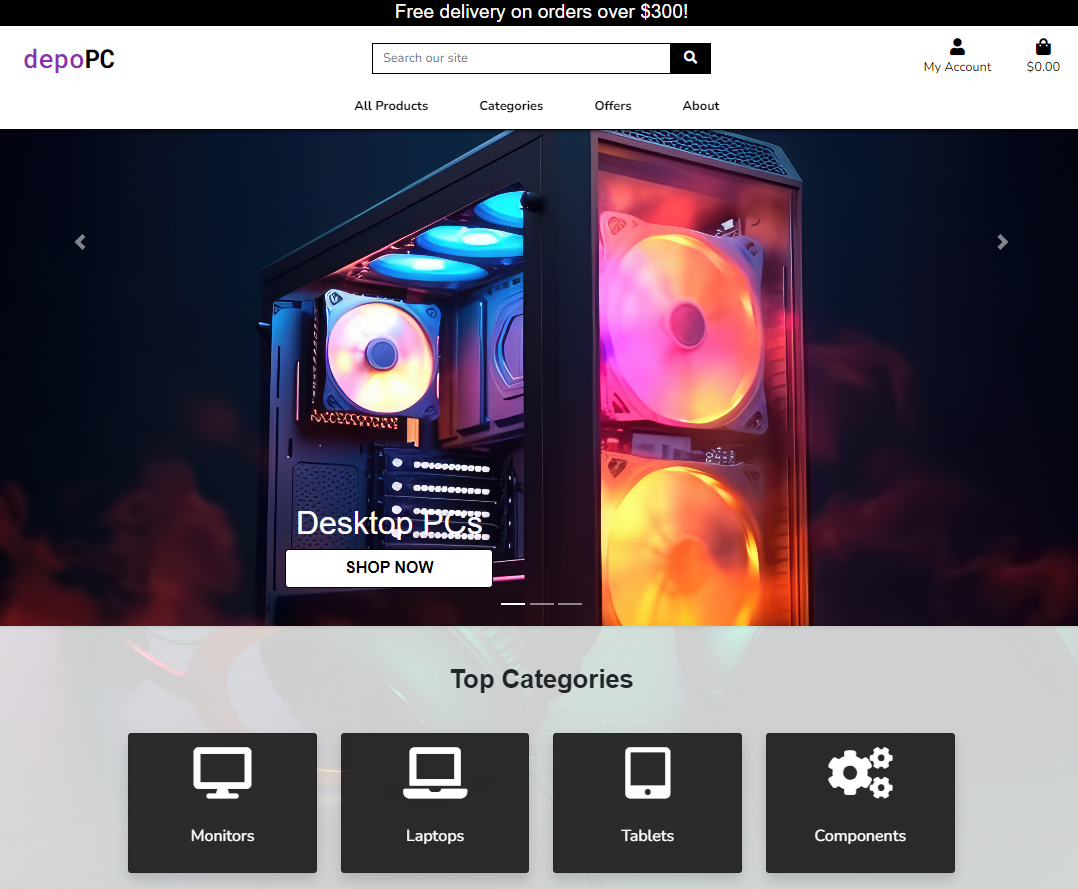 Free delivery on orders over $300!
depoPC
Search our site
My Account
$0.00
All Products
Categories
Offers
About
Desktop PCs
SHOP NOW
Top Categories
Monitors
Laptops
Tablets
Components